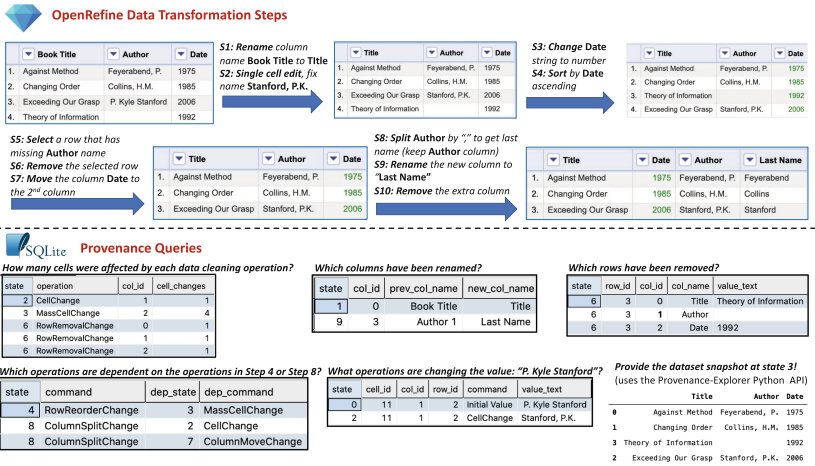 OpenRefine Data Transformation Steps
Book Title Author Date
1. Against Method Feyerabend, P. 1975
2. Changing Order Collins, H.M. 1985
3. Exceeding Our Grasp P. Kyle Stanford 2006
4. Theory of Information 1992
S1: Rename column
name Book Title to Title
S2: Single cell edit, fix
name Stanford, P.K.
Title Author Date
1. Against Method Feyerabend, P. 1975
2. Changing Order Collins, H.M. 1985
3. Exceeding Our Grasp Stanford, P.K. 2006
4. Theory of Information 1992
S3: Change Date
string to number
S4: Sort by Date
ascending
Title Author Date
1. Against Method Feyerabend, P. 1975
2. Changing Order Collins, H.M. 1985
3. Theory of Information 1992
4. Exceeding Our Grasp Stanford, P.K. 2006
S5: Select a row that has
missing Author name
S6: Remove the selected row
S7: Move the column Date to
the 2nd column
Title Author Date
1. Against Method Feyerabend, P. 1975
2. Changing Order Collins, H.M. 1985
3. Exceeding Our Grasp Stanford, P.K. 2006
S8: Split Author by "," to get last
name (keep Author column)
S9: Rename the new column to
"Last Name"
S10: Remove the extra column
Title Date Author Last Name
1. Against Method 1975 Feyerabend, P. Feyerabend
2. Changing Order 1985 Collins, H.M. Collins
3. Exceeding Our Grasp 2006 Stanford, P.K. Stanford
SQLite Provenance Queries
How many cells were affected by each data cleaning operation?
state operation col_id cell_changes
2 CellChange 1 1
3 MassCellChange 2 4
6 RowRemovalChange 0 1
6 RowRemovalChange 1 1
6 RowRemovalChange 2 1
Which columns have been renamed?
state col_id prev_col_name new_col_name
1 0 Book Title Title
9 3 Author 1 Last Name
Which rows have been removed?
state row_id col_id col_name value_text
6 3 0 Title Theory of Information
6 3 1 Author
6 3 2 Date 1992
Which operations are dependent on the operations in Step 4 or Step 8?
state command dep_state dep_command
4 RowReorderChange 3 MassCellChange
8 ColumnSplitChange 2 CellChange
8 ColumnSplitChange 7 ColumnMoveChange
What operations are changing the value: "P. Kyle Stanford"?
state cell_id col_id row_id command value_text
0 11 1 2 Initial Value P. Kyle Stanford
2 11 1 2 CellChange Stanford, P.K.
Provide the dataset snapshot at state 3!
(uses the Provenance-Explorer Python API)
Title Author Date
0 Against Method Feyerabend, P. 1975
1 Changing Order Collins, H.M. 1985
3 Theory of Information 1992
2 Exceeding Our Grasp Stanford, P.K. 2006